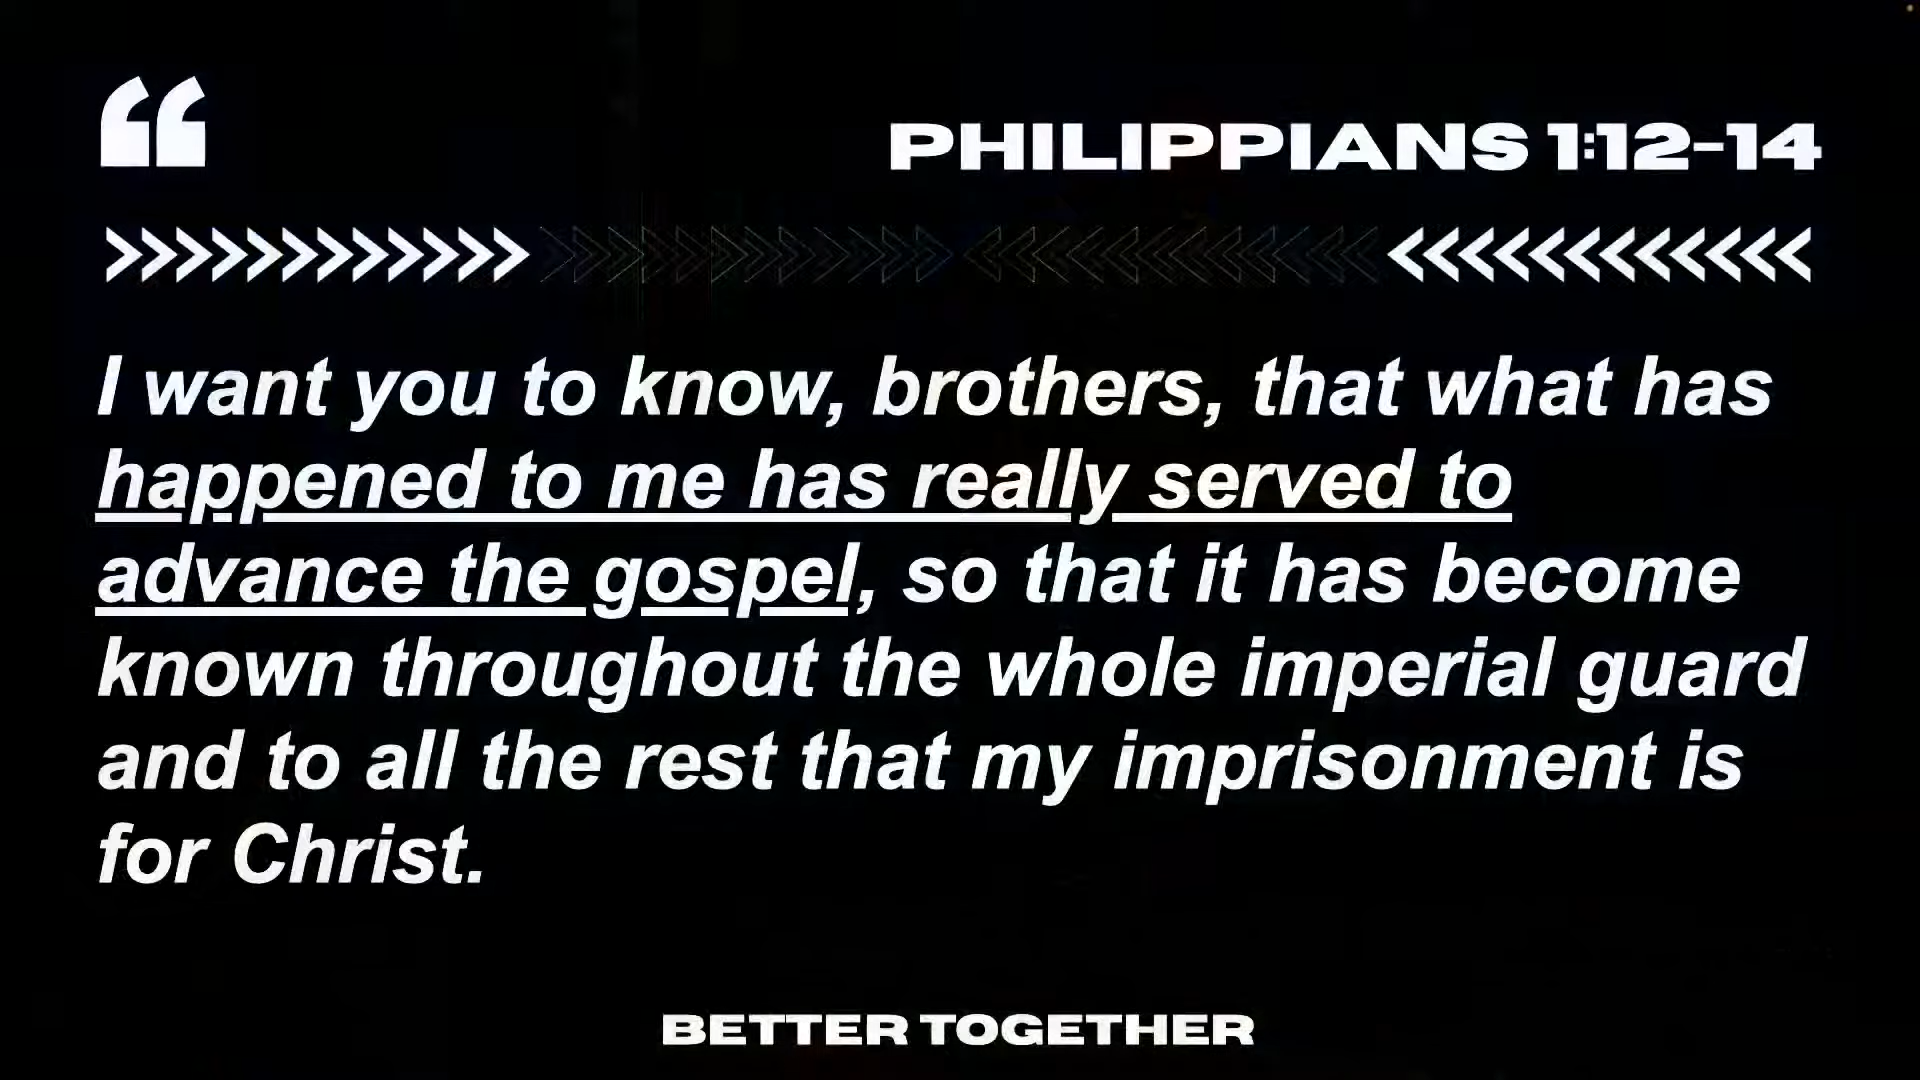 “
PHILIPPIANS 1:12-14
I want you to know, brothers, that what has
happened to me has really served to
advance the gospel, so that it has become
known throughout the whole imperial guard
and to all the rest that my imprisonment is
for Christ.
BETTER TOGETHER